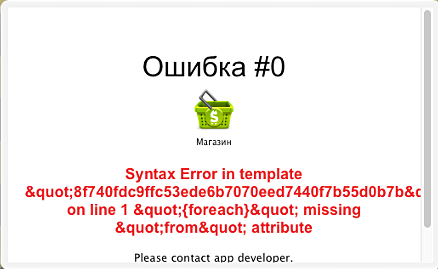 Ошибка #0
Магазин
Syntax Error in template
&quot;8f740fdc9ffc53ede6b7070eed7440f7b55d0b7b&q
on line 1 &quot;{foreach}&quot; missing
&quot;from&quot; attribute
Please contact app developer.